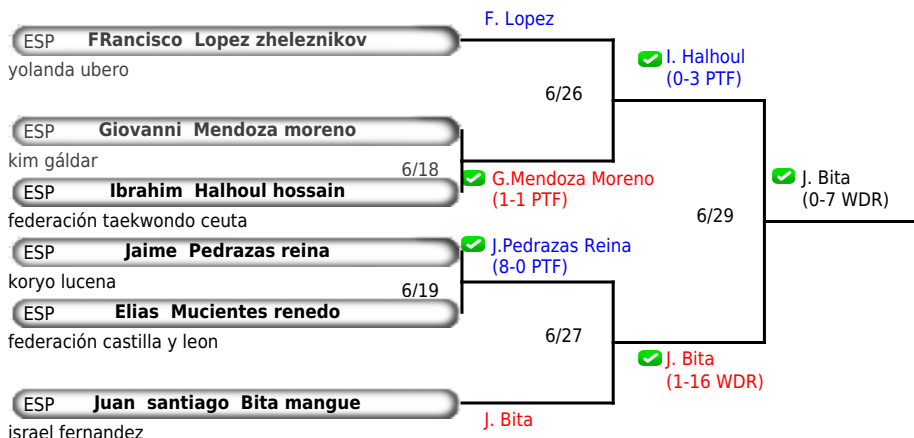 F. Lopez
ESP FRancisco Lopez zheleznikov
yolanda ubero
I. Halhoul
(0-3 PTF)
6/26
ESP Giovanni Mendoza moreno
kim gáldar
6/18
G.Mendoza Moreno
(1-1 PTF)
ESP Ibrahim Halhoul hossain
federación taekwondo ceuta
J. Bita
(0-7 WDR)
6/29
ESP Jaime Pedrazas reina
koryo lucena
J.Pedrazas Reina
(8-0 PTF)
6/19
ESP Elias Mucientes renedo
federación castilla y leon
6/27
J. Bita
(1-16 WDR)
ESP Juan santiago Bita mangue
israel fernandez
J. Bita